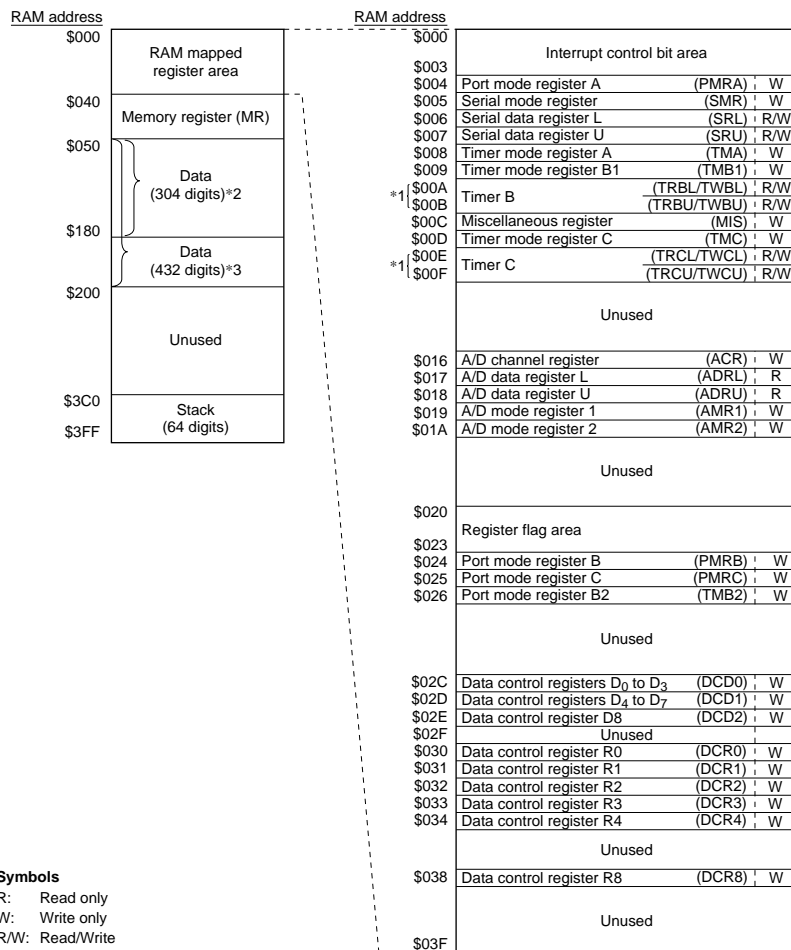 RAM address
$000
RAM mapped
register area
$040
Memory register (MR)
$050
Data
(304 digits)*2
$180
Data
(432 digits)*3
$200
Unused
$3C0
Stack
(64 digits)
$3FF
RAM address
$000
Interrupt control bit area
$003
$004 Port mode register A (PMRA) W
$005 Serial mode register (SMR) W
$006 Serial data register L (SRL) R/W
$007 Serial data register U (SRU) R/W
$008 Timer mode register A (TMA) W
$009 Timer mode register B1 (TMB1) W
*1 $00A Timer B (TRBL/TWBL) R/W
$00B (TRBU/TWBU) R/W
$00C Miscellaneous register (MIS) W
$00D Timer mode register C (TMC) W
*1 $00E Timer C (TRCL/TWCL) R/W
$00F (TRCU/TWCU) R/W
Unused
$016 A/D channel register (ACR) W
$017 A/D data register L (ADRL) R
$018 A/D data register U (ADRU) R
$019 A/D mode register 1 (AMR1) W
$01A A/D mode register 2 (AMR2) W
Unused
$020
Register flag area
$023
$024 Port mode register B (PMRB) W
$025 Port mode register C (PMRC) W
$026 Port mode register B2 (TMB2) W
Unused
$02C Data control registers D0 to D3 (DCD0) W
$02D Data control registers D4 to D7 (DCD1) W
$02E Data control register D8 (DCD2) W
$02F Unused
$030 Data control register R0 (DCR0) W
$031 Data control register R1 (DCR1) W
$032 Data control register R2 (DCR2) W
$033 Data control register R3 (DCR3) W
$034 Data control register R4 (DCR4) W
Unused
$038 Data control register R8 (DCR8) W
Unused
$03F
Symbols
R: Read only
W: Write only
R/W: Read/Write